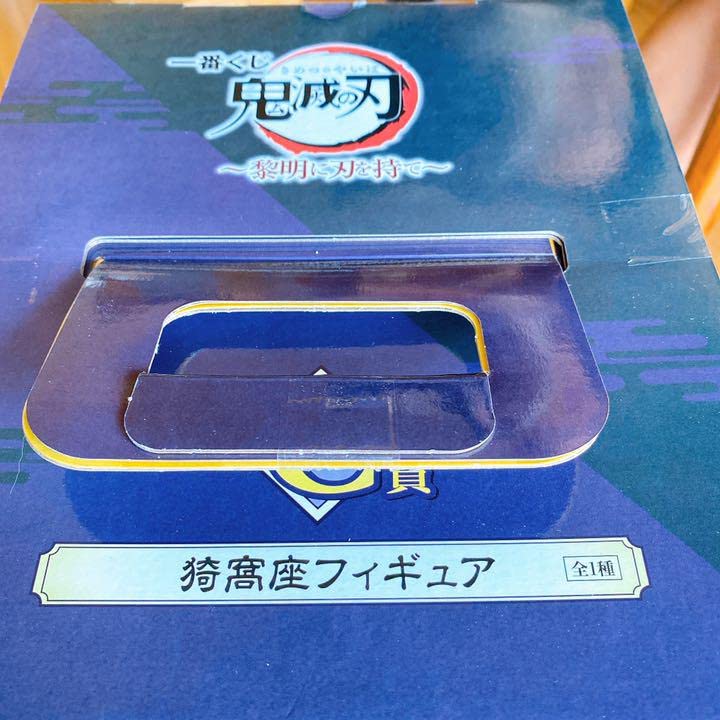 一番くじ
きめつのやいば
鬼滅の刃
～黎明に刃を持て～
賞
猗窩座フィギュア
全1種